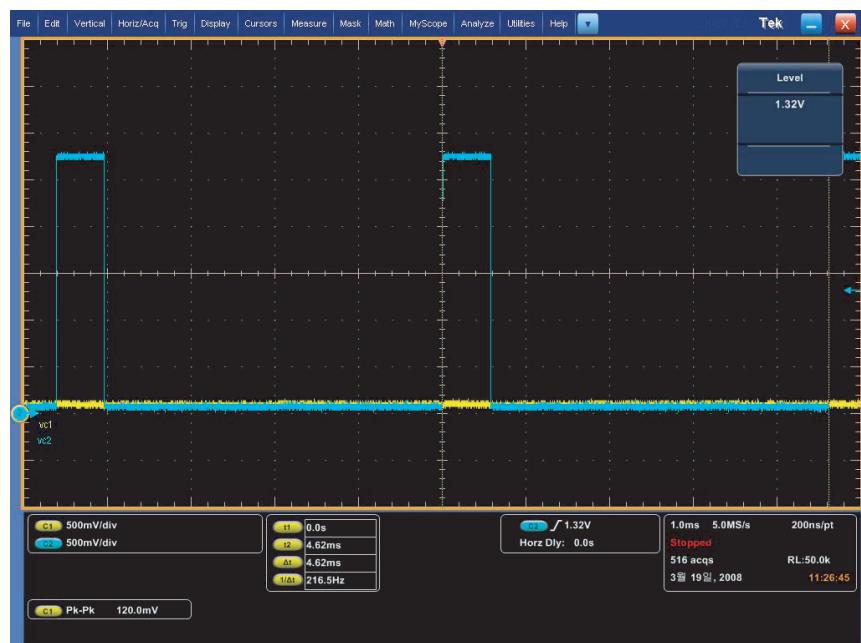 File Edit Vertical Horiz/Acq Trig Display Cursors Measure Mask Math MyScope Analyze Utilities Help Tek
Level
1.32V
vc1
vc2
C1 500mV/div
C2 500mV/div
t1 0.0s
t2 4.62ms
Δt 4.62ms
1/Δt 216.5Hz
C2 1.32V
Horz Dly: 0.0s
1.0ms 5.0MS/s 200ns/pt
Stopped
516 acqs RL:50.0k
3월 19일, 2008 11:26:45
C1 Pk-Pk 120.0mV